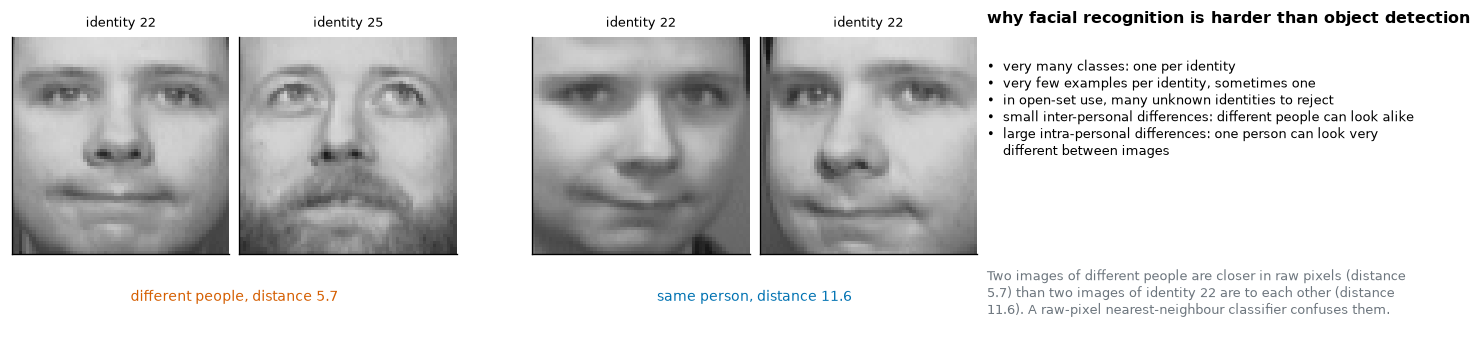 identity 22
identity 25
different people, distance 5.7
identity 22
identity 22
same person, distance 11.6
why facial recognition is harder than object detection
• very many classes: one per identity
• very few examples per identity, sometimes one
• in open-set use, many unknown identities to reject
• small inter-personal differences: different people can look alike
• large intra-personal differences: one person can look very
different between images
Two images of different people are closer in raw pixels (distance
5.7) than two images of identity 22 are to each other (distance
11.6). A raw-pixel nearest-neighbour classifier confuses them.